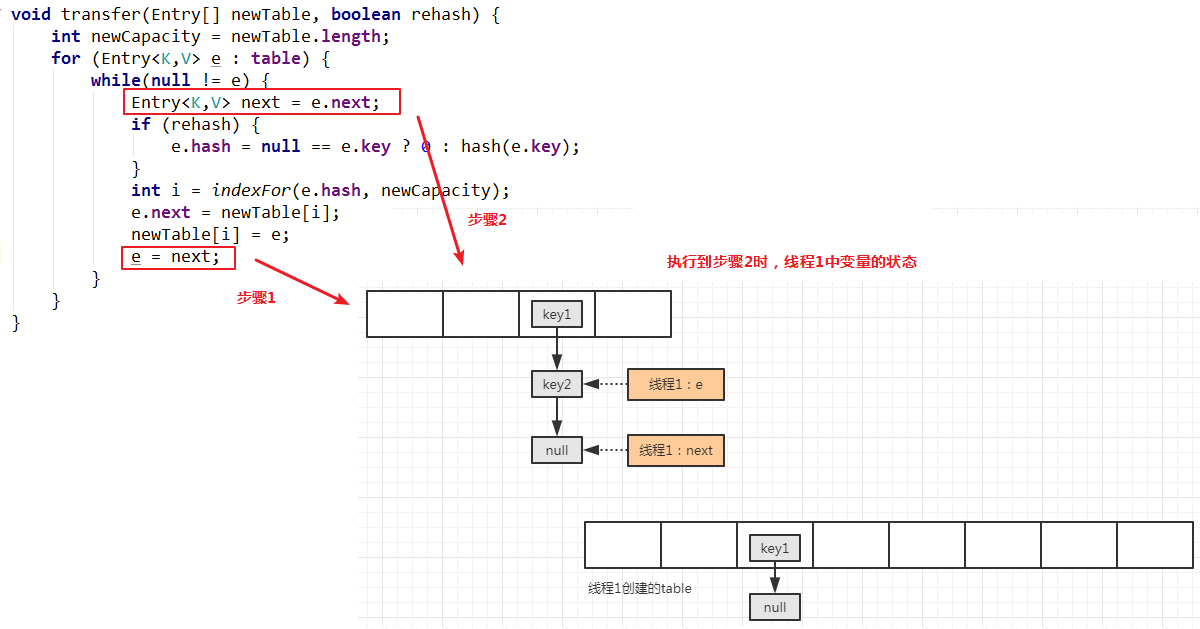 void transfer(Entry[] newTable, boolean rehash) {
int newCapacity = newTable.length;
for (Entry<K,V> e : table) {
while(null != e) {
Entry<K,V> next = e.next;
if (rehash) {
e.hash = null == e.key ? 0 : hash(e.key);
}
int i = indexFor(e.hash, newCapacity);
e.next = newTable[i];
newTable[i] = e;
e = next;
}
}
}
步骤2
步骤1
执行到步骤2时，线程1中变量的状态
key1
key2
线程1：e
null
线程1：next
key1
线程1创建的table
null